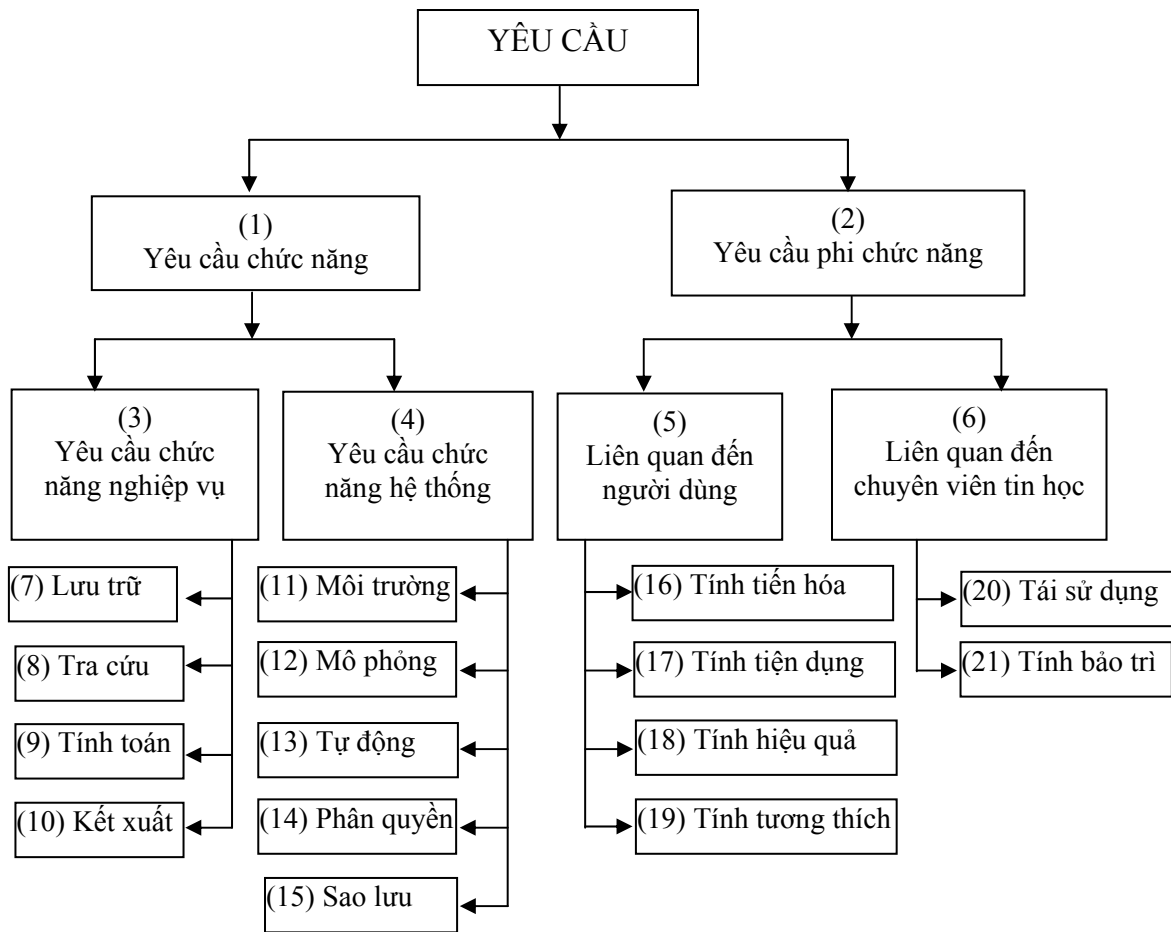 YÊU CẦU
(1)
Yêu cầu chức năng
(2)
Yêu cầu phi chức năng
(3)
Yêu cầu chức
năng nghiệp vụ
(4)
Yêu cầu chức
năng hệ thống
(5)
Liên quan đến
người dùng
(6)
Liên quan đến
chuyên viên tin học
(7) Lưu trữ
(8) Tra cứu
(9) Tính toán
(10) Kết xuất
(11) Môi trường
(12) Mô phỏng
(13) Tự động
(14) Phân quyền
(15) Sao lưu
(16) Tính tiến hóa
(17) Tính tiện dụng
(18) Tính hiệu quả
(19) Tính tương thích
(20) Tái sử dụng
(21) Tính bảo trì